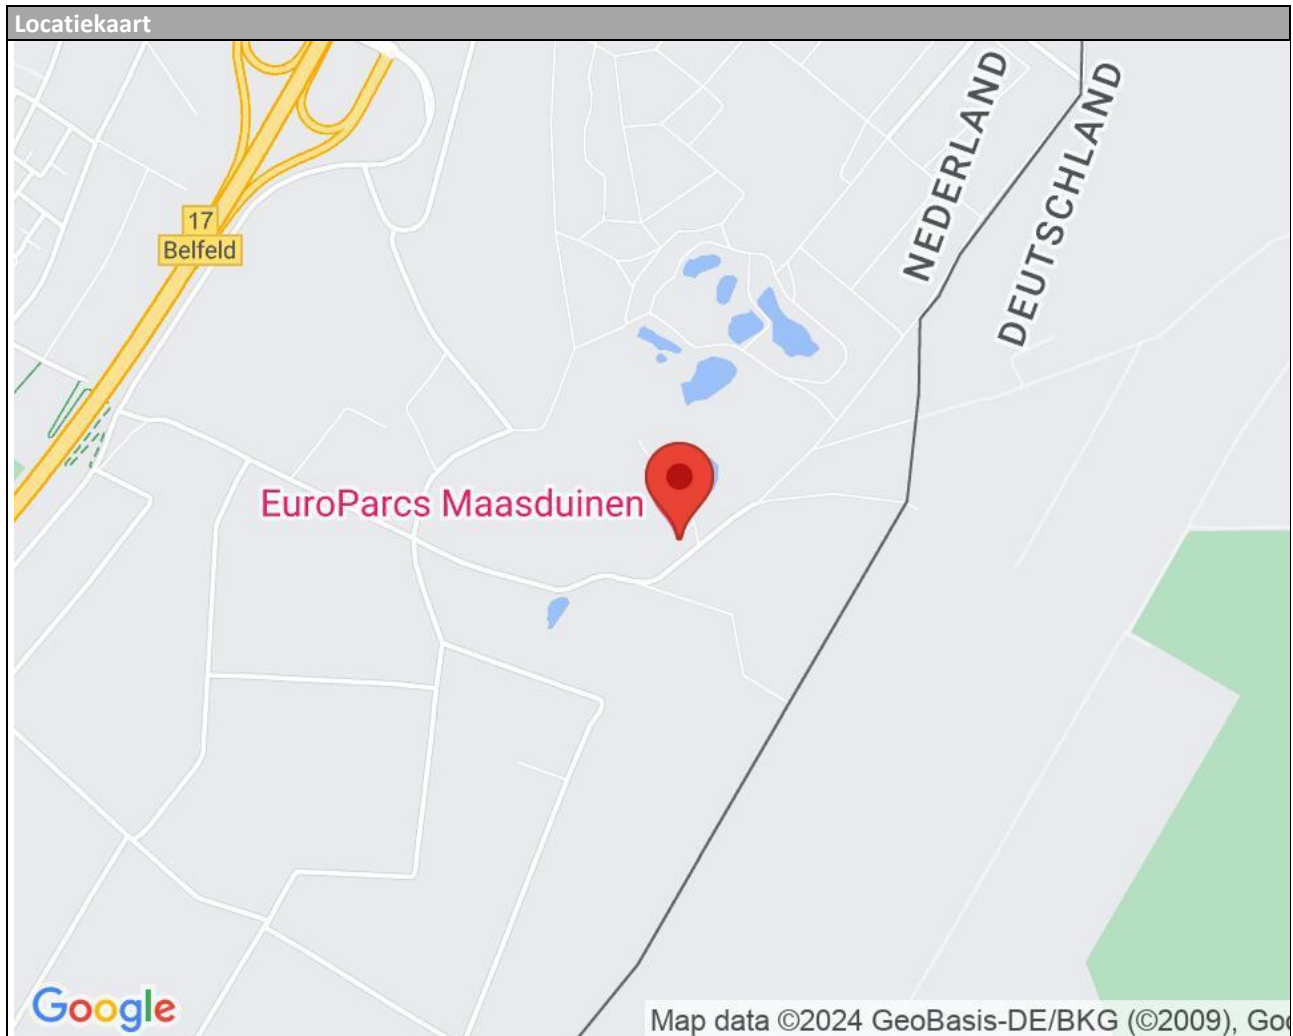 Locatiekaart
NEDERLAND
DEUTSCHLAND
17
Belfeld
EuroParcs Maasduinen
Google
Map data ©2024 GeoBasis-DE/BKG (©2009),